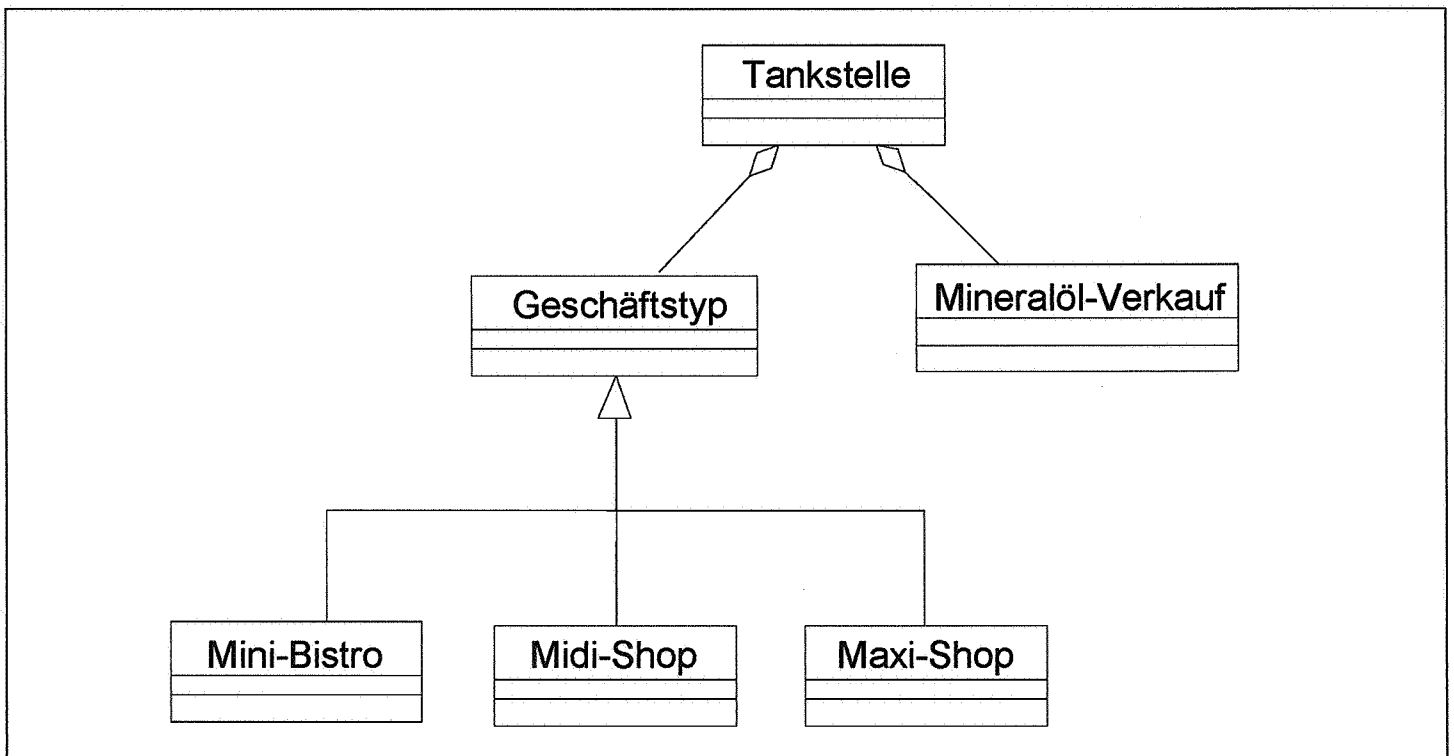 Tankstelle
Geschäftstyp
Mineralöl-Verkauf
Mini-Bistro
Midi-Shop
Maxi-Shop